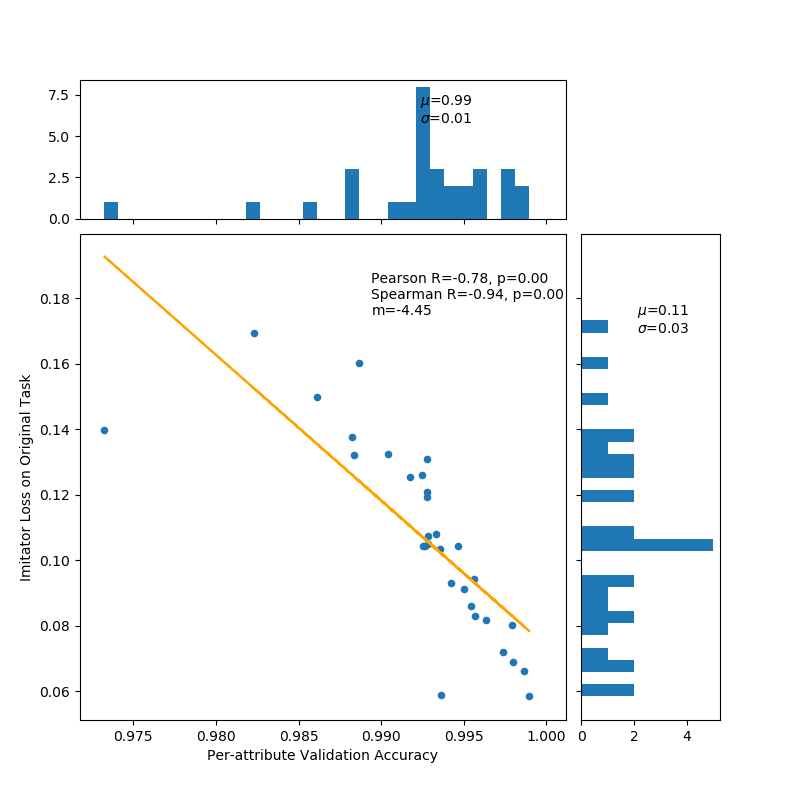 7.5
5.0
2.5
0.0
μ=0.99
σ=0.01
0.18
0.16
0.14
0.12
0.10
0.08
0.06
Imitator Loss on Original Task
Pearson R=-0.78, p=0.00
Spearman R=-0.94, p=0.00
m=-4.45
μ=0.11
σ=0.03
0.975 0.980 0.985 0.990 0.995 1.000
Per-attribute Validation Accuracy
0 2 4